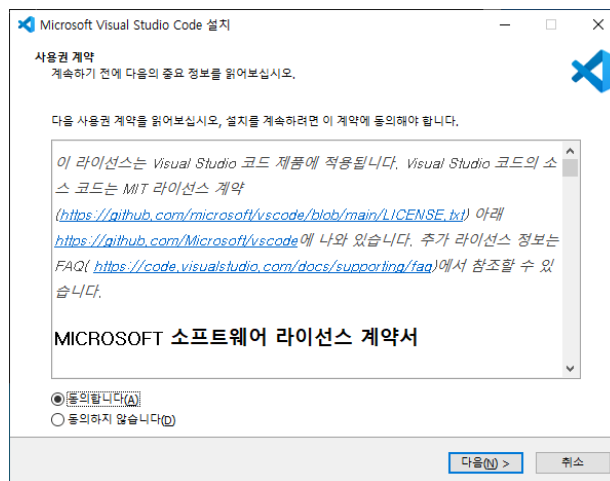 Microsoft Visual Studio Code 설치
사용권 계약
계속하기 전에 다음의 중요 정보를 읽어보십시오.
다음 사용권 계약을 읽어보십시오, 설치를 계속하려면 이 계약에 동의해야 합니다.
이 라이선스는 Visual Studio 코드 제품에 적용됩니다. Visual Studio 코드의 소
스 코드는 MIT 라이선스 계약
(https://github.com/microsoft/vscode/blob/main/LICENSE.txt) 아래
https://github.com/Microsoft/vscode에 나와 있습니다. 추가 라이선스 정보는
FAQ( https://code.visualstudio.com/docs/supporting/faq)에서 참조할 수 있
습니다.
MICROSOFT 소프트웨어 라이선스 계약서
동의합니다(A)
동의하지 않습니다(D)
다음(N) >
취소